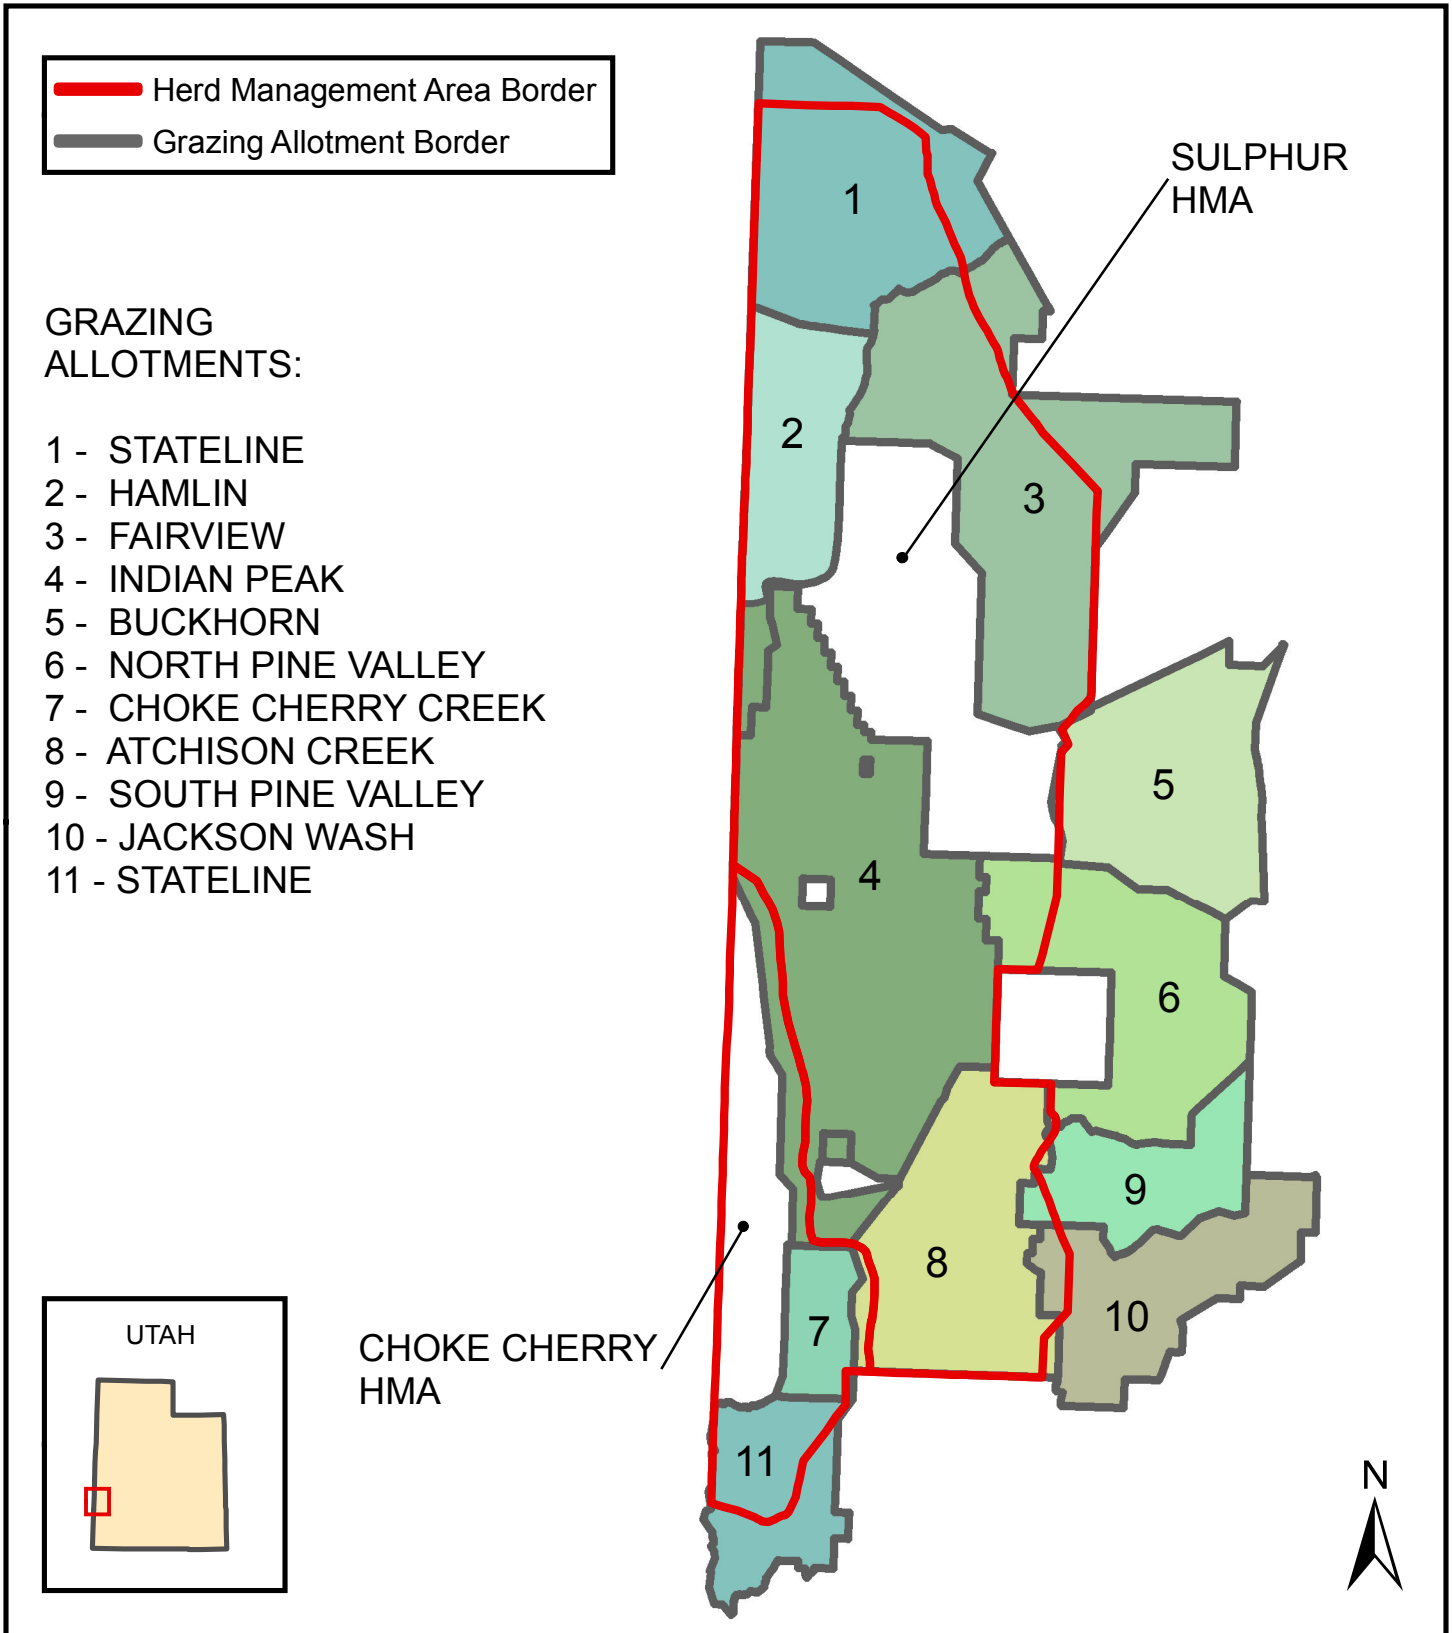 Herd Management Area Border
Grazing Allotment Border
SULPHUR
HMA
GRAZING
ALLOTMENTS:
1 - STATELINE
2 - HAMLIN
3 - FAIRVIEW
4 - INDIAN PEAK
5 - BUCKHORN
6 - NORTH PINE VALLEY
7 - CHOKE CHERRY CREEK
8 - ATCHISON CREEK
9 - SOUTH PINE VALLEY
10 - JACKSON WASH
11 - STATELINE
1
2
3
4
5
6
7
8
9
10
11
CHOKE CHERRY
HMA
UTAH
N